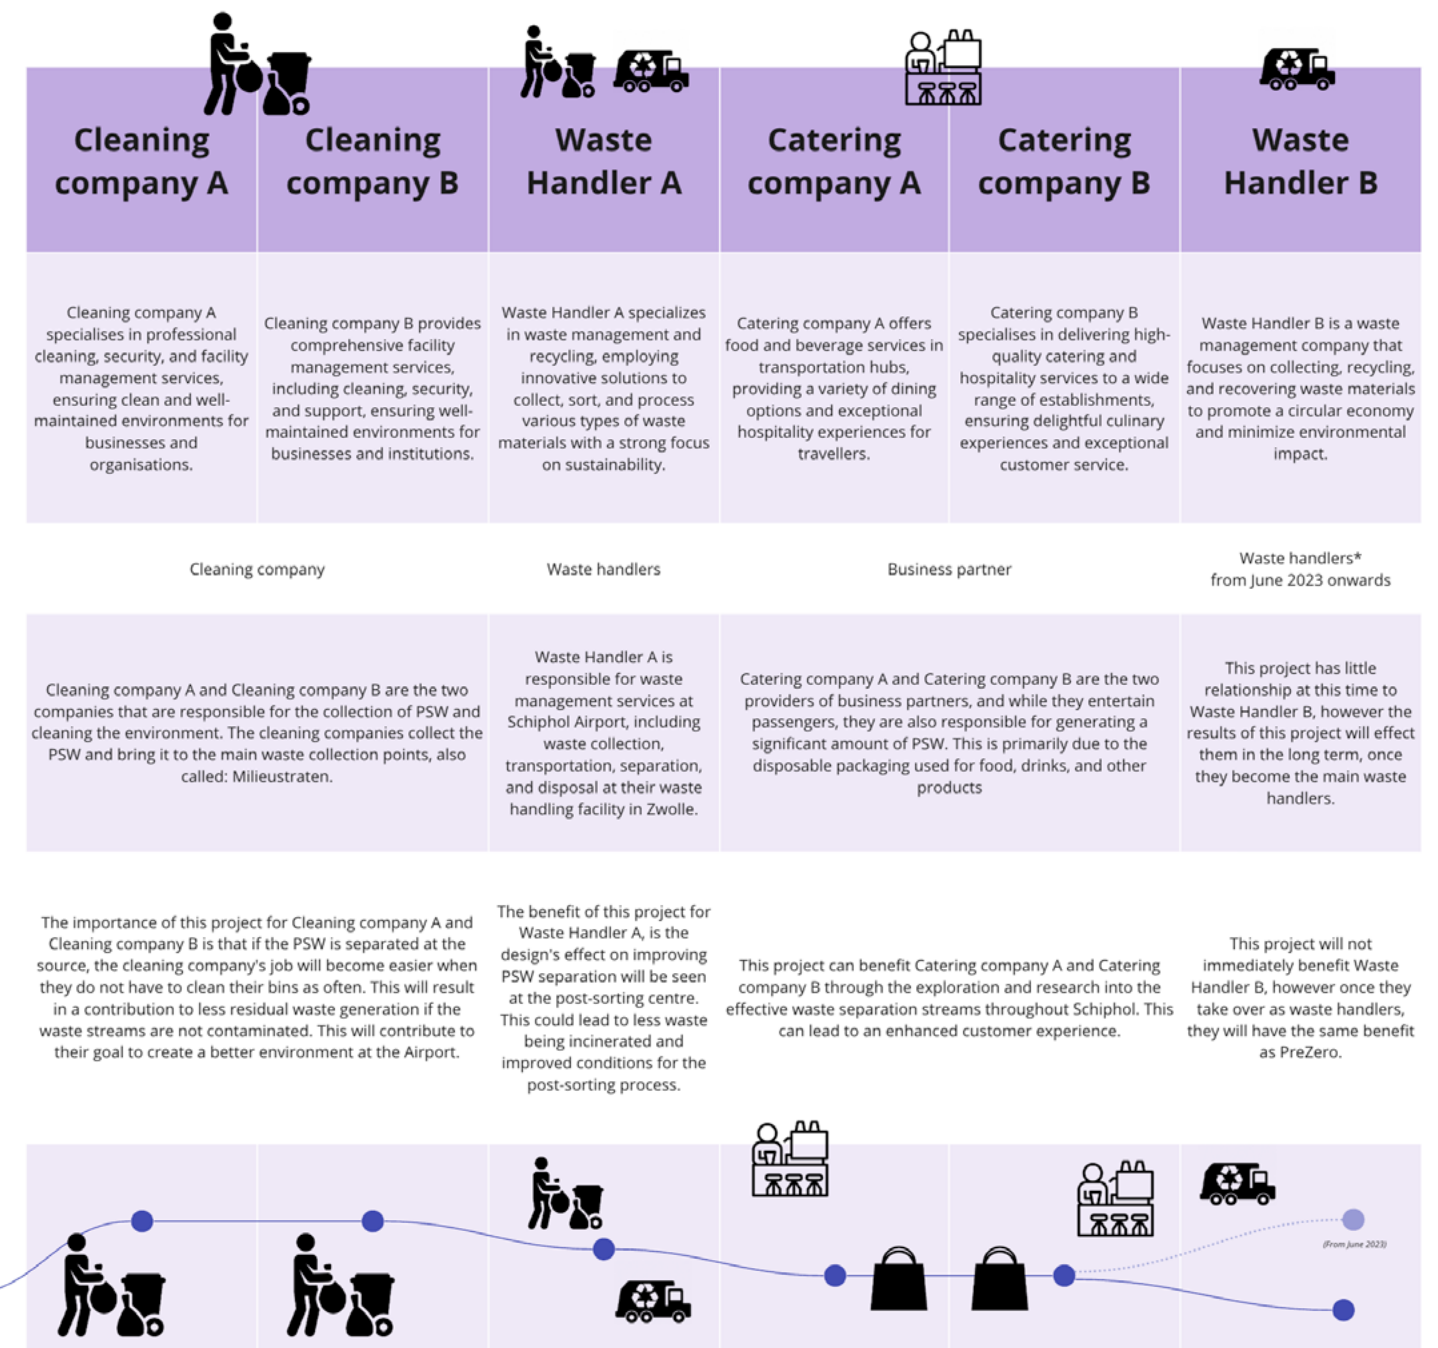 Cleaning
company A
Cleaning
company B
Waste
Handler A
Catering
company A
Catering
company B
Waste
Handler B
Cleaning company A
specialises in professional
cleaning, security, and facility
management services,
ensuring clean and well-
maintained environments for
businesses and
organisations.
Cleaning company B provides
comprehensive facility
management services,
including cleaning, security,
and support, ensuring well-
maintained environments for
businesses and institutions.
Waste Handler A specializes
in waste management and
recycling, employing
innovative solutions to
collect, sort, and process
various types of waste
materials with a strong focus
on sustainability.
Catering company A offers
food and beverage services in
transportation hubs,
providing a variety of dining
options and exceptional
hospitality experiences for
travellers.
Catering company B
specialises in delivering high-
quality catering and
hospitality services to a wide
range of establishments,
ensuring delightful culinary
experiences and exceptional
customer service.
Waste Handler B is a waste
management company that
focuses on collecting, recycling,
and recovering waste materials
to promote a circular economy
and minimize environmental
impact.
Cleaning company
Waste handlers
Business partner
Waste handlers*
from June 2023 onwards
Cleaning company A and Cleaning company B are the two
companies that are responsible for the collection of PSW and
cleaning the environment. The cleaning companies collect the
PSW and bring it to the main waste collection points, also
called: Milieustraten.
Waste Handler A is
responsible for waste
management services at
Schiphol Airport, including
waste collection,
transportation, separation,
and disposal at their waste
handling facility in Zwolle.
Catering company A and Catering company B are the two
providers of business partners, and while they entertain
passengers, they are also responsible for generating a
significant amount of PSW. This is primarily due to the
disposable packaging used for food, drinks, and other
products
This project has little
relationship at this time to
Waste Handler B, however the
results of this project will effect
them in the long term, once
they become the main waste
handlers.
The importance of this project for Cleaning company A and
Cleaning company B is that if the PSW is separated at the
source, the cleaning company's job will become easier when
they do not have to clean their bins as often. This will result
in a contribution to less residual waste generation if the
waste streams are not contaminated. This will contribute to
their goal to create a better environment at the Airport.
The benefit of this project for
Waste Handler A, is the
design's effect on improving
PSW separation will be seen
at the post-sorting centre.
This could lead to less waste
being incinerated and
improved conditions for the
post-sorting process.
This project can benefit Catering company A and Catering
company B through the exploration and research into the
effective waste separation streams throughout Schiphol. This
can lead to an enhanced customer experience.
This project will not
immediately benefit Waste
Handler B, however once they
take over as waste handlers,
they will have the same benefit
as PreZero.
(From June 2023)